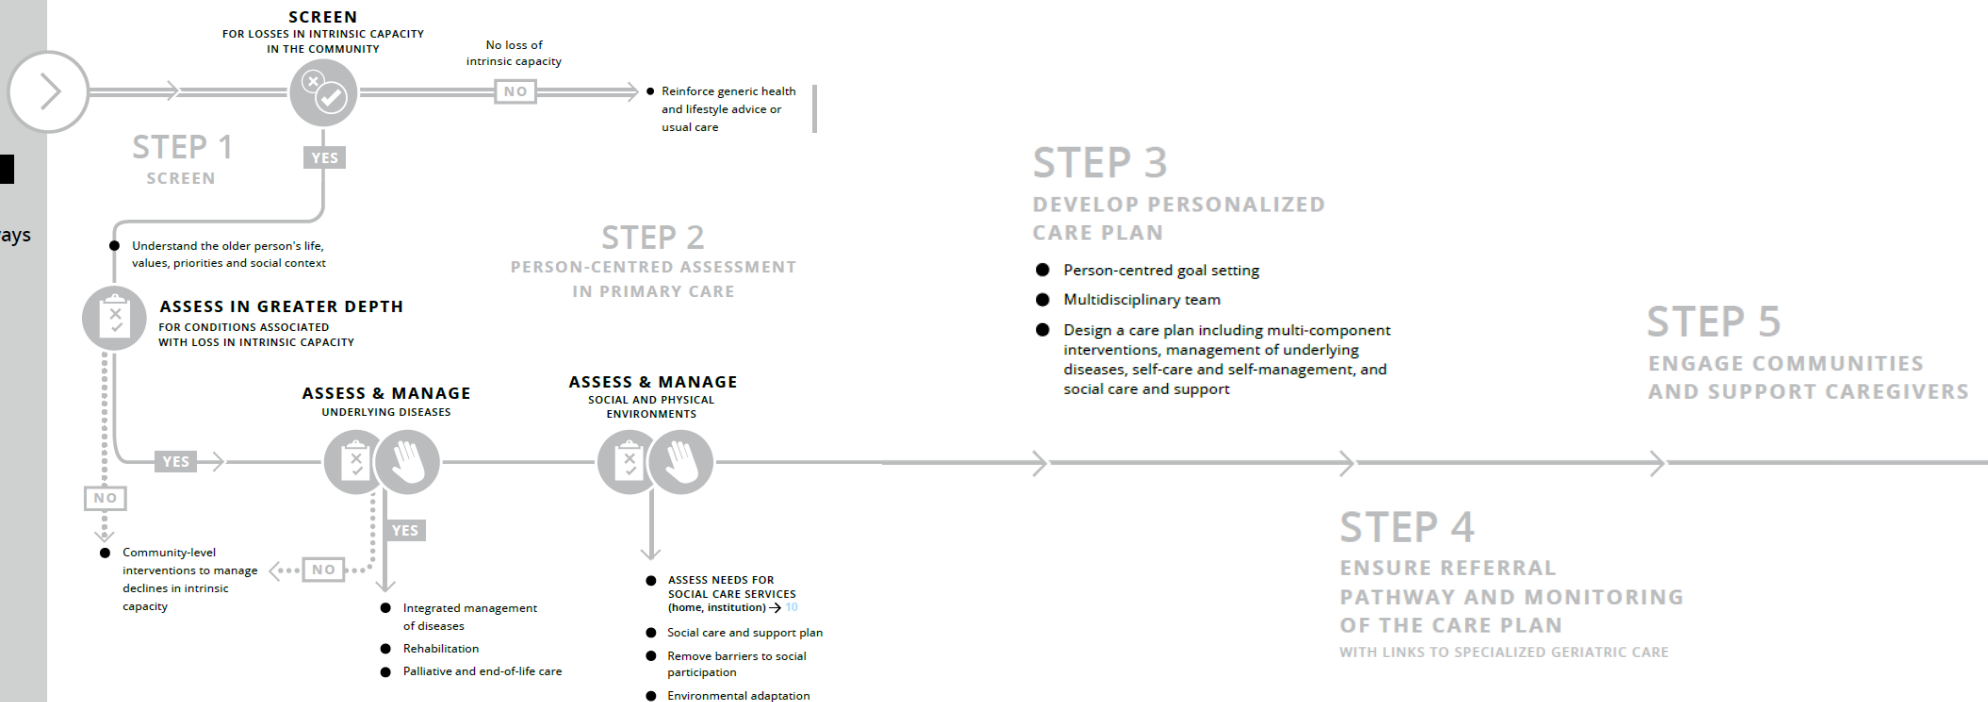 SCREEN
FOR LOSSES IN INTRINSIC CAPACITY
IN THE COMMUNITY
No loss of
intrinsic capacity
NO
Reinforce generic health
and lifestyle advice or
usual care
STEP 1
SCREEN
YES
ays
Understand the older person's life,
values, priorities and social context
STEP 2
PERSON-CENTRED ASSESSMENT
IN PRIMARY CARE
ASSESS IN GREATER DEPTH
FOR CONDITIONS ASSOCIATED
WITH LOSS IN INTRINSIC CAPACITY
ASSESS & MANAGE
UNDERLYING DISEASES
ASSESS & MANAGE
SOCIAL AND PHYSICAL
ENVIRONMENTS
YES
NO
Community-level
interventions to manage
declines in intrinsic
capacity
NO
YES
Integrated management
of diseases
Rehabilitation
Palliative and end-of-life care
ASSESS NEEDS FOR
SOCIAL CARE SERVICES
(home, institution) → 10
Social care and support plan
Remove barriers to social
participation
Environmental adaptation
STEP 3
DEVELOP PERSONALIZED
CARE PLAN
Person-centred goal setting
Multidisciplinary team
Design a care plan including multi-component
interventions, management of underlying
diseases, self-care and self-management, and
social care and support
STEP 4
ENSURE REFERRAL
PATHWAY AND MONITORING
OF THE CARE PLAN
WITH LINKS TO SPECIALIZED GERIATRIC CARE
STEP 5
ENGAGE COMMUNITIES
AND SUPPORT CAREGIVERS